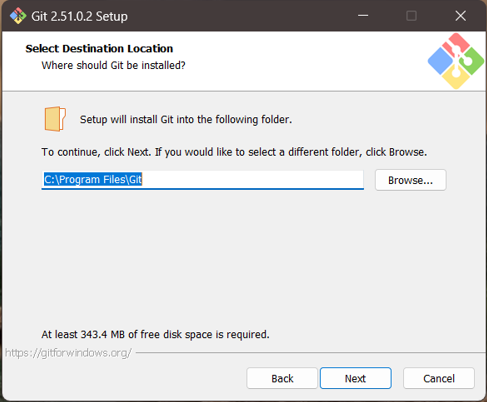 Git 2.51.0.2 Setup
Select Destination Location
Where should Git be installed?
Setup will install Git into the following folder.
To continue, click Next. If you would like to select a different folder, click Browse.
C:\Program Files\Git
Browse...
At least 343.4 MB of free disk space is required.
https://gitforwindows.org/
Back
Next
Cancel